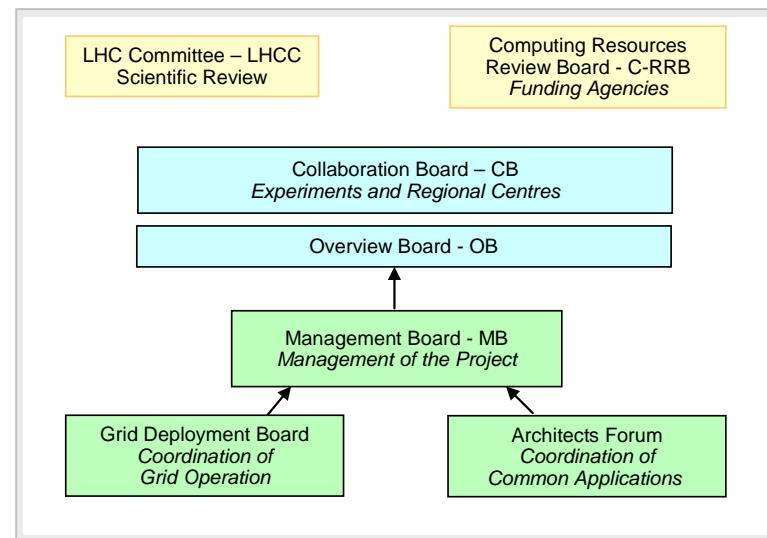 LHC Committee – LHCC
Scientific Review
Computing Resources
Review Board - C-RRB
Funding Agencies
Collaboration Board – CB
Experiments and Regional Centres
Overview Board - OB
Management Board - MB
Management of the Project
Grid Deployment Board
Coordination of
Grid Operation
Architects Forum
Coordination of
Common Applications